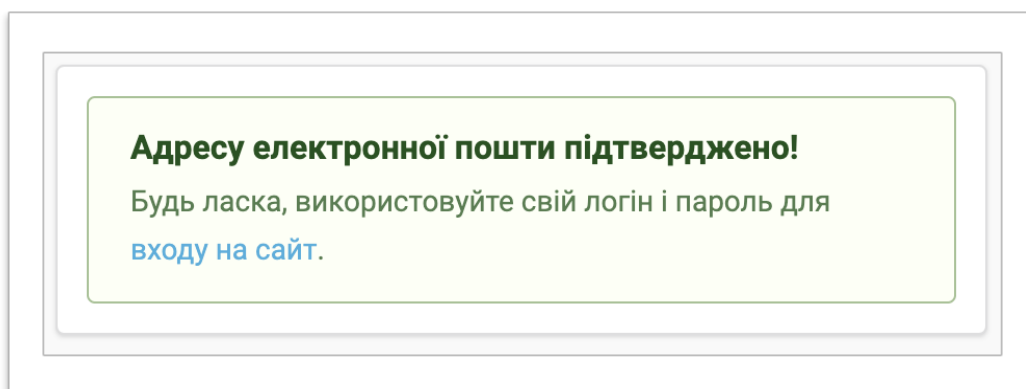 Адресу електронної пошти підтверджено!
Будь ласка, використовуйте свій логін і пароль для
входу на сайт.